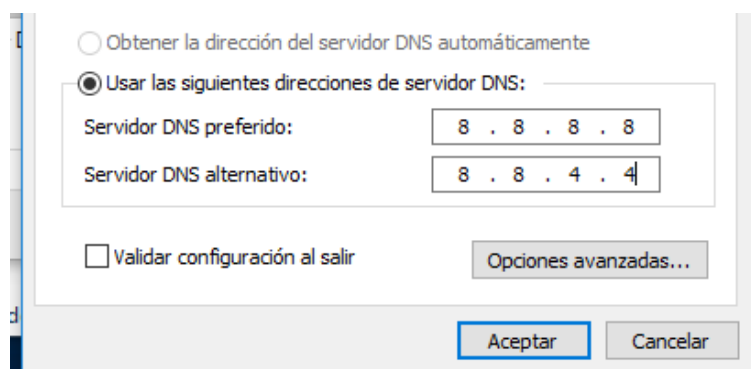 Obtener la dirección del servidor DNS automáticamente
Usar las siguientes direcciones de servidor DNS:
Servidor DNS preferido: 8 . 8 . 8 . 8
Servidor DNS alternativo: 8 . 8 . 4 . 4
Validar configuración al salir
Opciones avanzadas...
Aceptar Cancelar